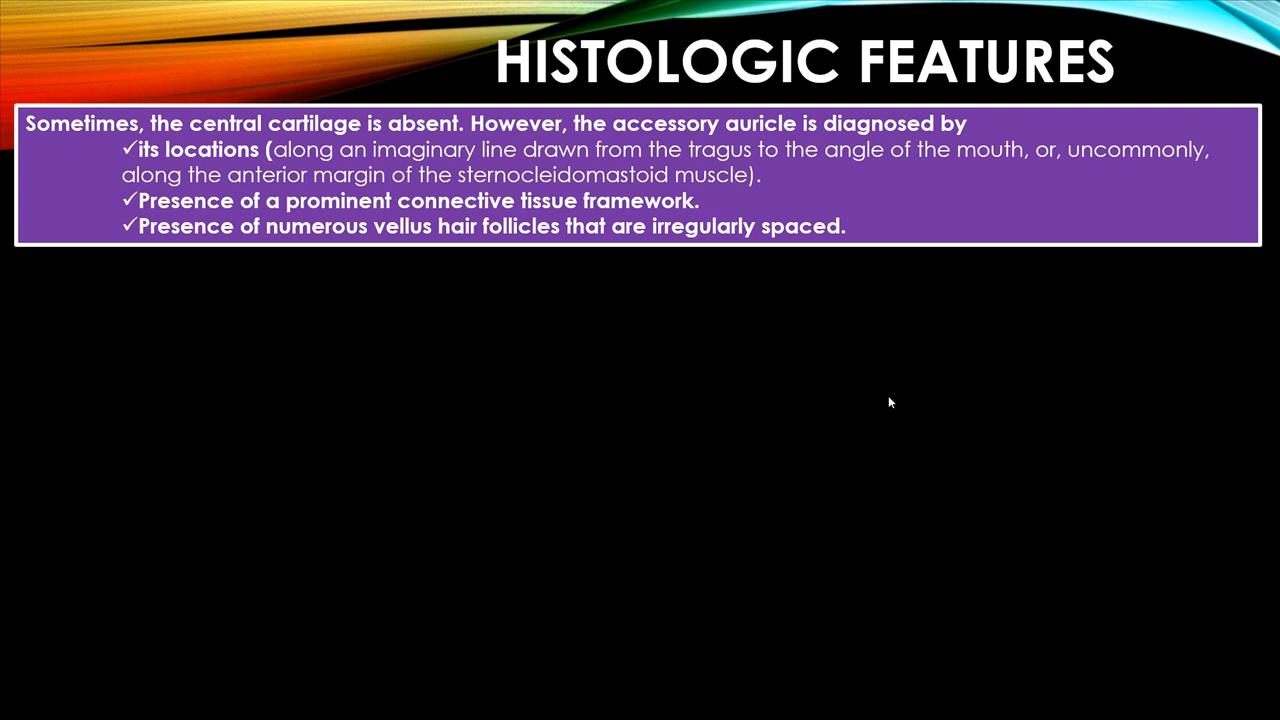 HISTOLOGIC FEATURES
Sometimes, the central cartilage is absent. However, the accessory auricle is diagnosed by
✓its locations (along an imaginary line drawn from the tragus to the angle of the mouth, or, uncommonly,
along the anterior margin of the sternocleidomastoid muscle).
✓Presence of a prominent connective tissue framework.
✓Presence of numerous vellus hair follicles that are irregularly spaced.